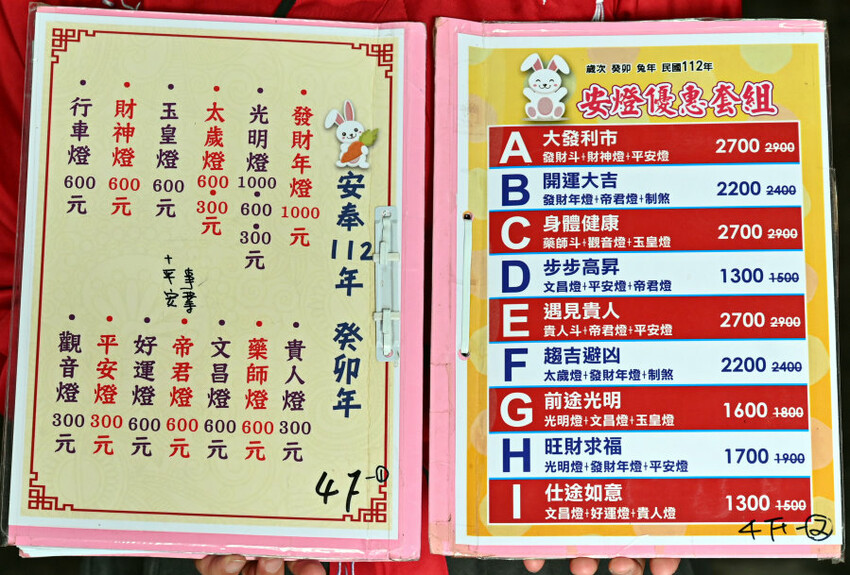 安奉112年 癸卯年
發財年燈 1000元
光明燈 1000•600•300元
太歲燈 600•300元
玉皇燈 600元
財神燈 600元
行車燈 600元
貴人燈 300元
藥師燈 600元
文昌燈 600元
帝君燈 600元
好運燈 600元
平安燈 300元
觀音燈 300元
事業
+平安
4F-①
歲次 癸卯 兔年 民國112年
安燈優惠套組
A 大發利市 2700 2900
發財斗+財神燈+平安燈
B 開運大吉 2200 2400
發財年燈+帝君燈+制煞
C 身體健康 2700 2900
藥師斗+觀音燈+玉皇燈
D 步步高昇 1300 1500
文昌燈+平安燈+帝君燈
E 遇見貴人 2700 2900
貴人斗+帝君燈+平安燈
F 趨吉避凶 2200 2400
太歲燈+發財年燈+制煞
G 前途光明 1600 1800
光明燈+文昌燈+玉皇燈
H 旺財求福 1700 1900
光明燈+發財年燈+平安燈
I 仕途如意 1300 1500
文昌燈+好運燈+貴人燈
4F-②